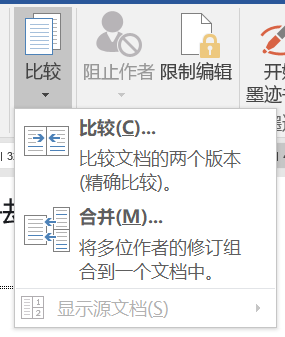 比较
阻止作者
限制编辑
开始
比较(C)...
比较文档的两个版本
(精确比较)。
合并(M)...
将多位作者的修订组
合到一个文档中。
显示源文档(S)